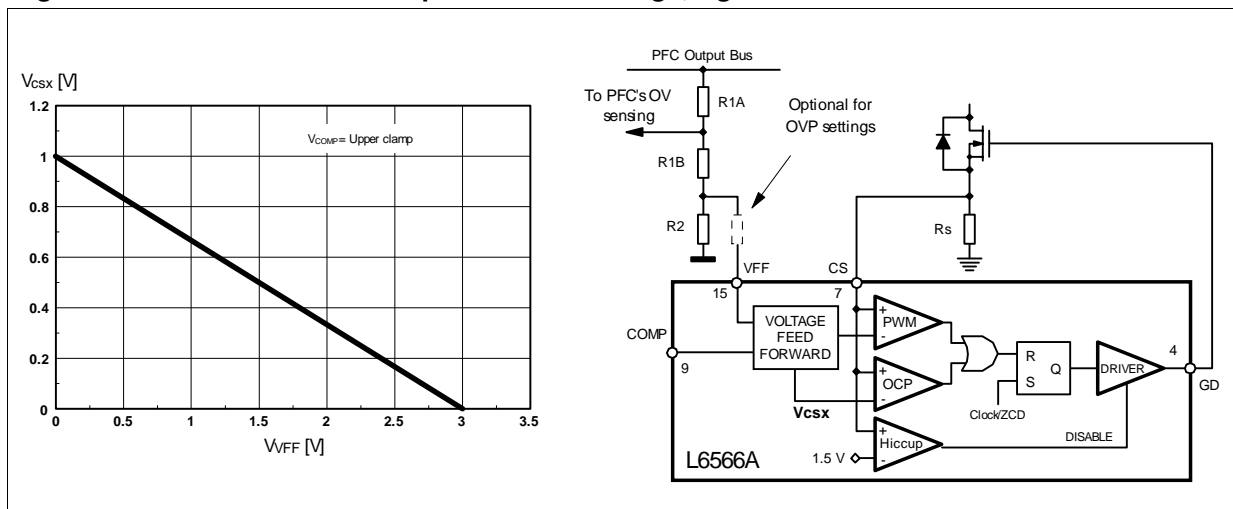 Vcsx [V]
1.2
1
0.8
0.6
0.4
0.2
0
VCOMP = Upper clamp
0
0.5
1
1.5
2
2.5
3
3.5
VVFF [V]
PFC Output Bus
To PFC's OV
sensing
R1A
Optional for
OVP settings
R1B
R2
Rs
VFF
CS
15
7
COMP
9
VOLTAGE
FEED
FORWARD
+
PWM
-
+
OCP
-
Vcsx
+
Hiccup
-
1.5 V
R
S
Q
Clock/ZCD
DRIVER
4
GD
DISABLE
L6566A